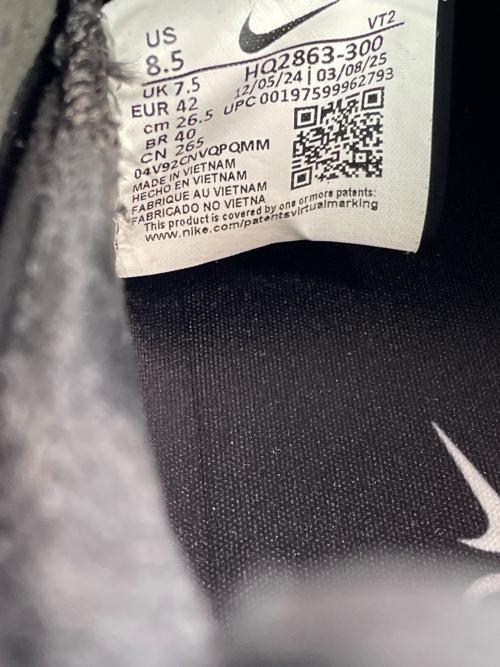 VT2
US
8.5
UK 7.5
EUR 42
cm 26.5
BR 40
CN 265
HQ2863-300
12/05/24 | 03/08/25
UPC 00197599962793
04V92CNVQPQMM
MADE IN VIETNAM
HECHO EN VIETNAM
FABRIQUE AU VIETNAM
FABRICADO NO VIETNA
This product is covered by one or more patents:
www.nike.com/patentsvirtualmarking